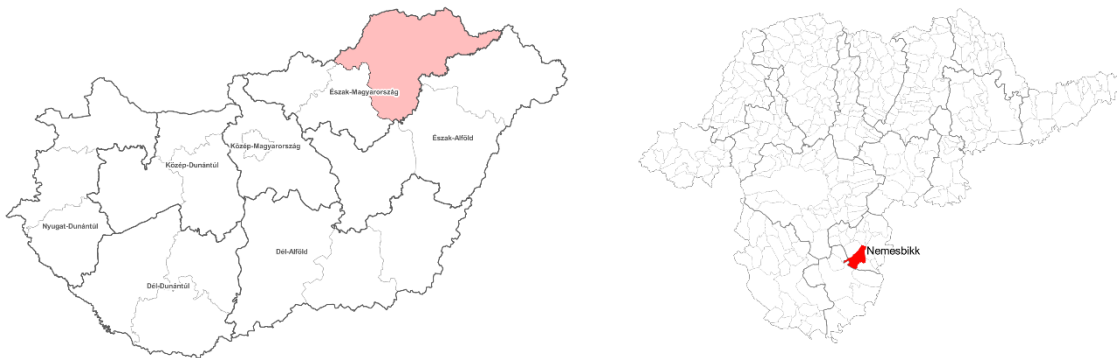 Észak-Magyarország
Észak-Alföld
Közép-Magyarország
Közép-Dunántúl
Nyugat-Dunántúl
Dél-Alföld
Dél-Dunántúl
Nemesbikk